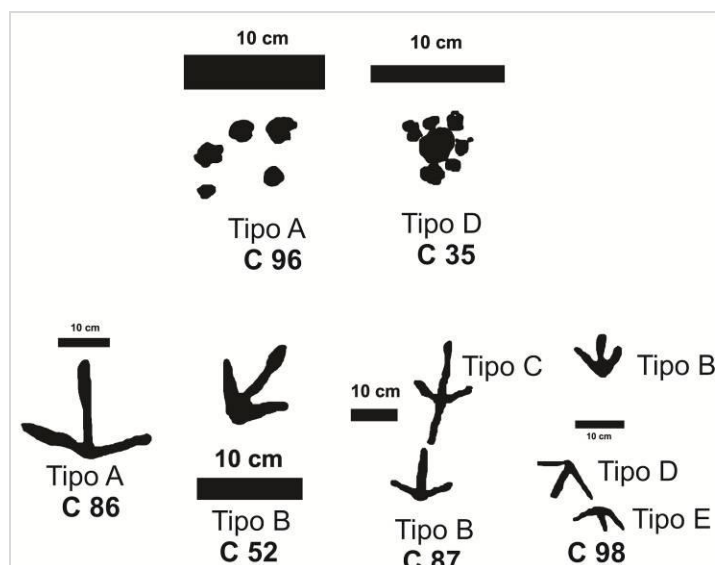 10 cm
10 cm
Tipo A
C 96
Tipo D
C 35
10 cm
Tipo A
C 86
10 cm
Tipo B
C 52
10 cm
Tipo C
Tipo B
C 87
Tipo B
10 cm
Tipo D
Tipo E
C 98